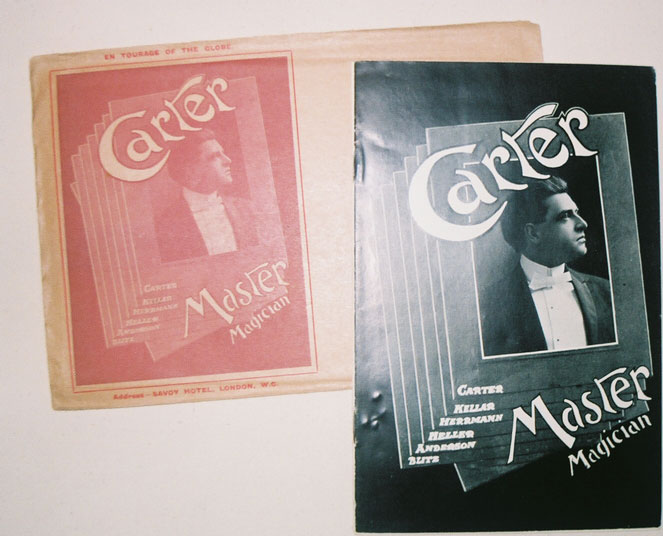 EN TOURAGE OF THE GLOBE.
Carter
CARTER
KELLAR
HERRMANN
HELLER
ANDERSON
BLITZ
Master
Magician
Address - SAVOY HOTEL, LONDON, W.C.
Carter
CARTER
KELLAR
HERRMANN
HELLER
ANDERSON
BLITZ
Master
Magician